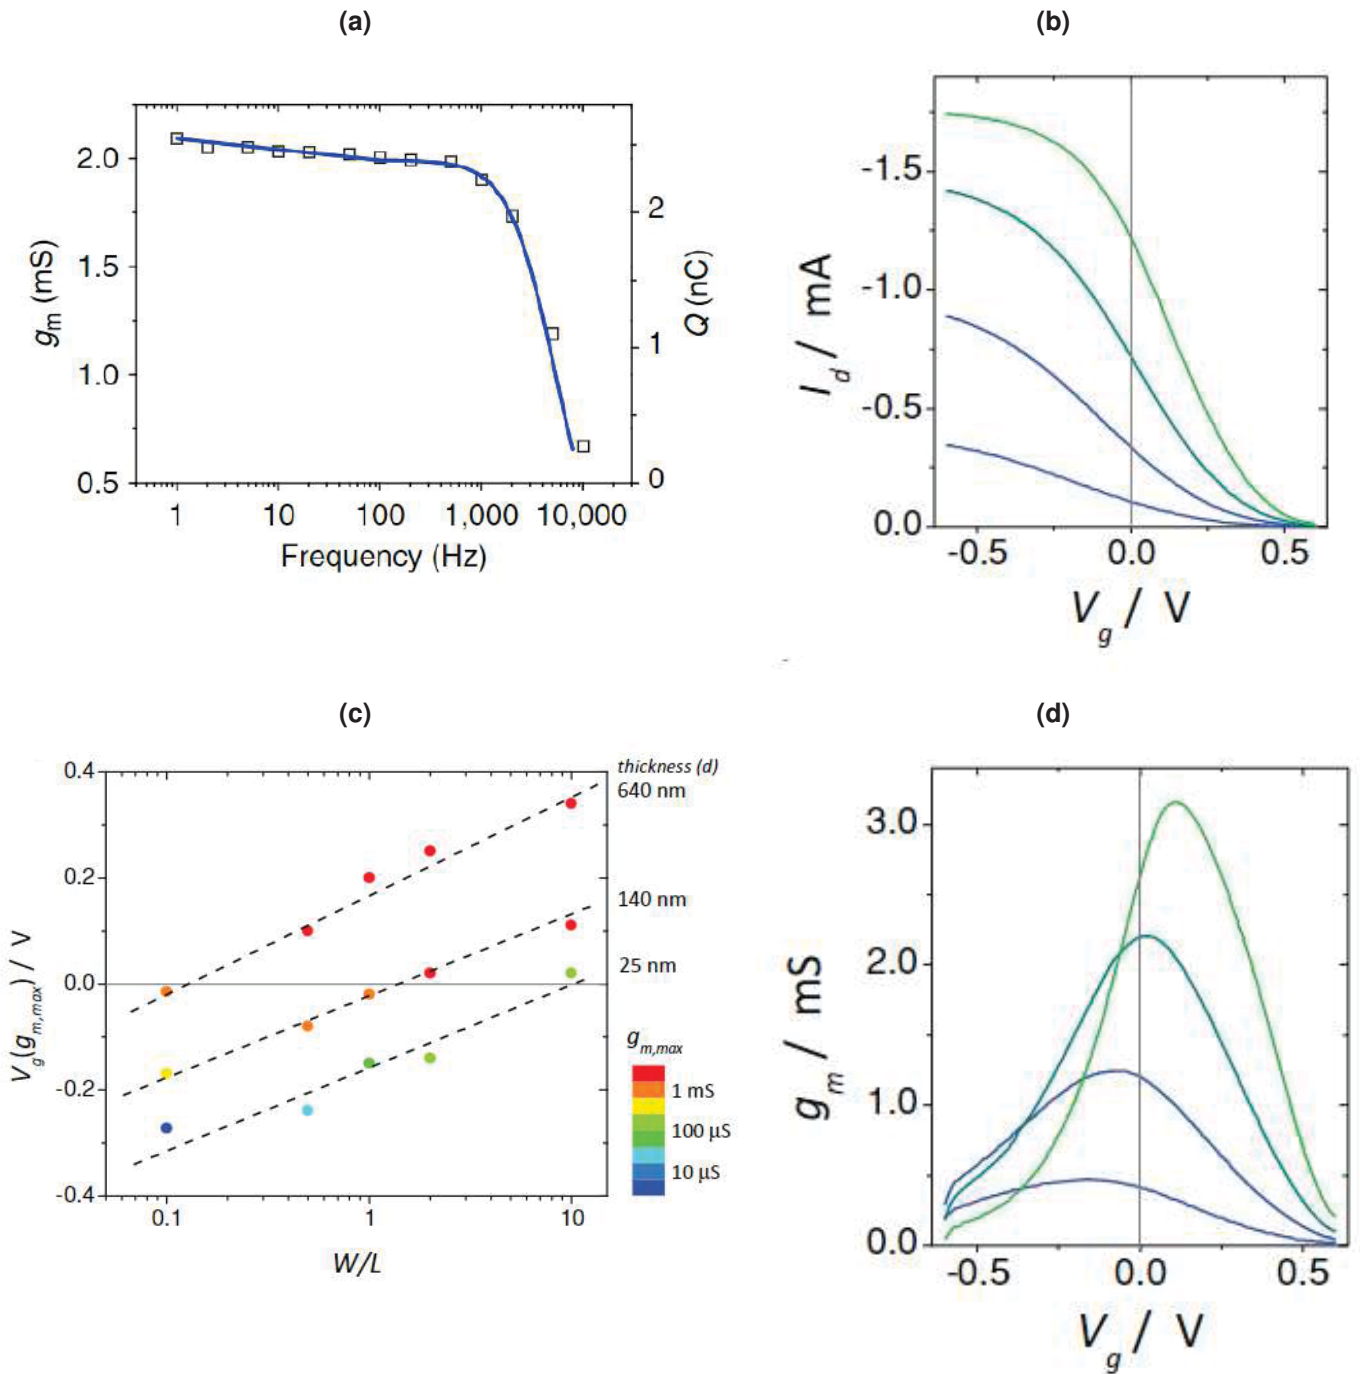 (a)
2.0
1.5
1.0
0.5
g_m (mS)
2
1
0
Q (nC)
1 10 100 1,000 10,000
Frequency (Hz)
(b)
-1.5
-1.0
-0.5
0.0
I_d / mA
-0.5 0.0 0.5
V_g / V
(c)
0.4
0.2
0.0
-0.2
-0.4
V_g(g_m,max) / V
thickness (d)
640 nm
140 nm
25 nm
g_m,max
1 mS
100 µS
10 µS
0.1 1 10
W/L
(d)
3.0
2.0
1.0
0.0
g_m / mS
-0.5 0.0 0.5
V_g / V